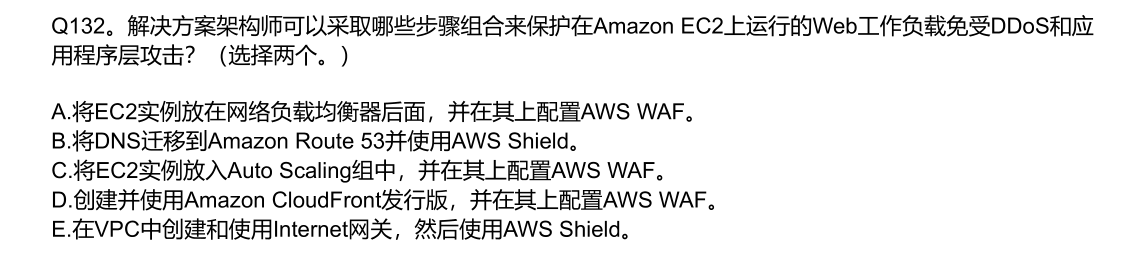 Q132。解决方案架构师可以采取哪些步骤组合来保护在Amazon EC2上运行的Web工作负载免受DDoS和应
用程序层攻击？（选择两个。）
A.将EC2实例放在网络负载均衡器后面，并在其上配置AWS WAF。
B.将DNS迁移到Amazon Route 53并使用AWS Shield。
C.将EC2实例放入Auto Scaling组中，并在其上配置AWS WAF。
D.创建并使用Amazon CloudFront发行版，并在其上配置AWS WAF。
E.在VPC中创建和使用Internet网关，然后使用AWS Shield。